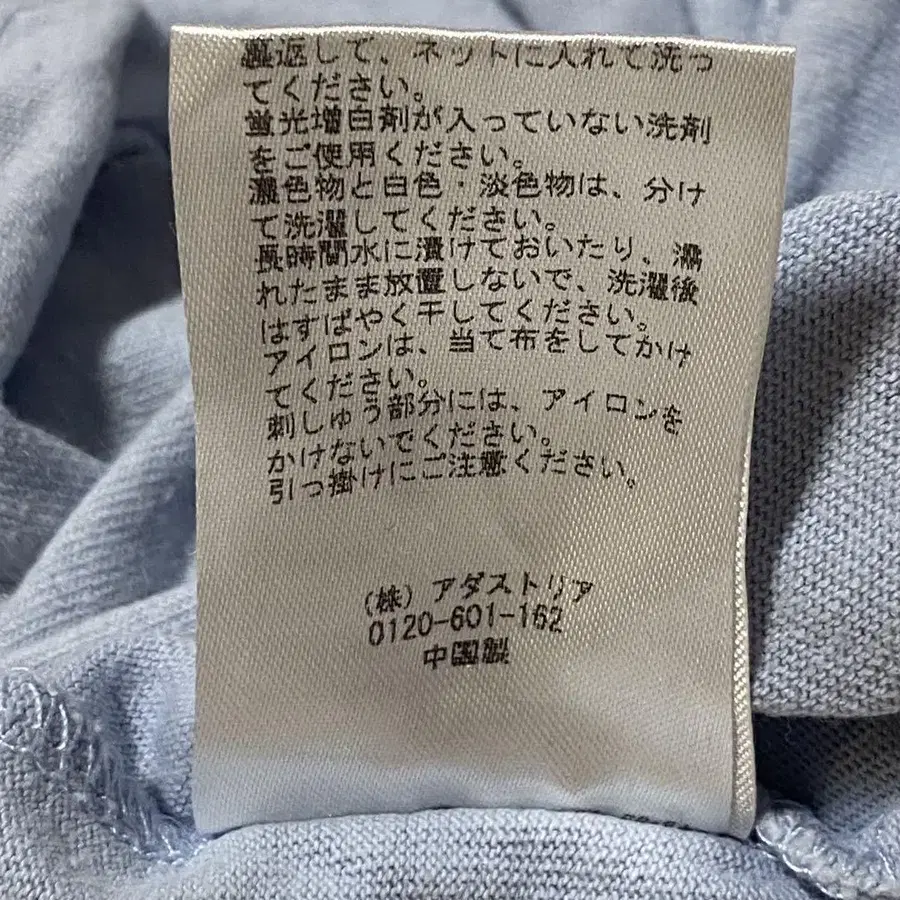 裏返して、ネットに入れて洗っ
てください。
蛍光増白剤が入っていない洗剤
をご使用ください。
濃色物と白色・淡色物は、分け
て洗濯してください。
長時間水に漬けておいたり、濡
れたまま放置しないで、洗濯後
はすばやく干してください。
アイロンは、当て布をしてかけ
てください。
刺しゅう部分には、アイロンを
かけないでください。
引っ掛けにご注意ください。
(株)アダストリア
0120-601-162
中国製